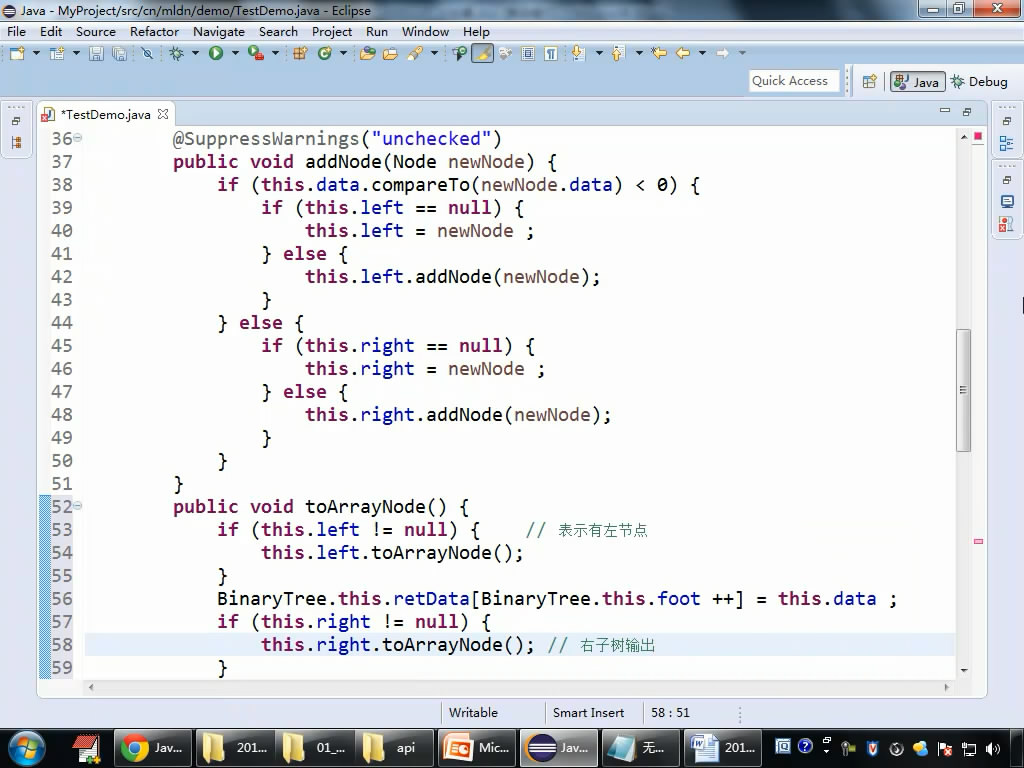 Java - MyProject/src/cn/mldn/demo/TestDemo.java - Eclipse
File Edit Source Refactor Navigate Search Project Run Window Help
Quick Access
Java
Debug
*TestDemo.java
36 @SuppressWarnings("unchecked")
37 public void addNode(Node newNode) {
38 if (this.data.compareTo(newNode.data) < 0) {
39 if (this.left == null) {
40 this.left = newNode ;
41 } else {
42 this.left.addNode(newNode);
43 }
44 } else {
45 if (this.right == null) {
46 this.right = newNode ;
47 } else {
48 this.right.addNode(newNode);
49 }
50 }
51 }
52 public void toArrayNode() {
53 if (this.left != null) { // 表示有左节点
54 this.left.toArrayNode();
55 }
56 BinaryTree.this.retData[BinaryTree.this.foot ++] = this.data ;
57 if (this.right != null) {
58 this.right.toArrayNode(); // 右子树输出
59 }
Writable Smart Insert 58 : 51
Jav... 201... 01_... api Mic... Jav... 无... 201...